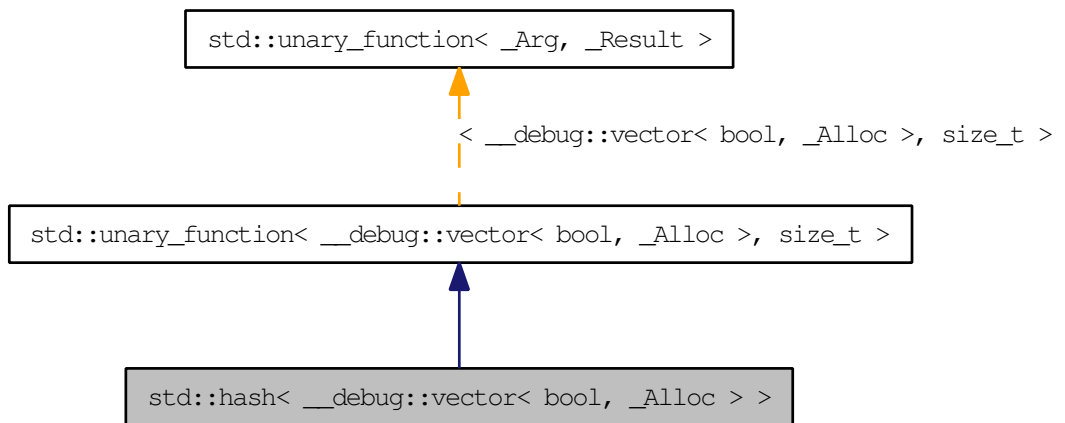 std::unary_function< _Arg, _Result >
< __debug::vector< bool, _Alloc >, size_t >
std::unary_function< __debug::vector< bool, _Alloc >, size_t >
std::hash< __debug::vector< bool, _Alloc > >